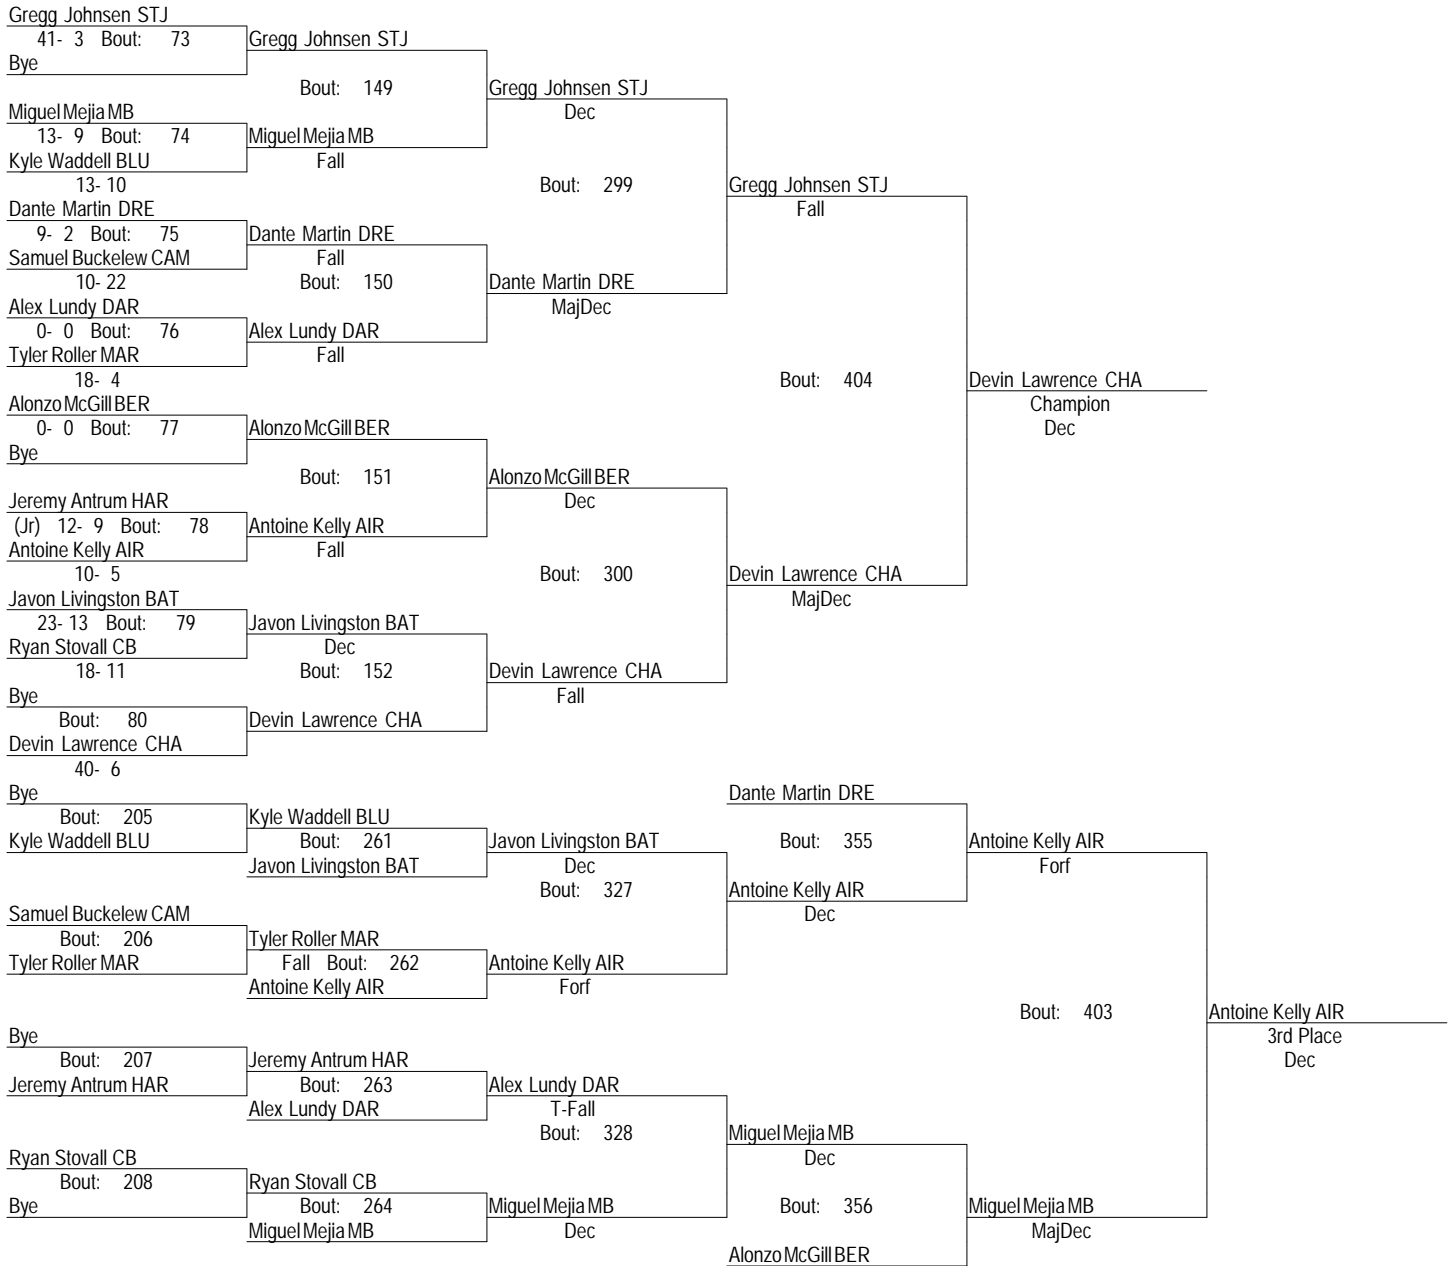 Gregg Johnsen STJ
41- 3 Bout: 73 Gregg Johnsen STJ
Bye
Bout: 149 Gregg Johnsen STJ
Miguel Mejia MB Dec
13- 9 Bout: 74 Miguel Mejia MB
Kyle Waddell BLU Fall
13- 10 Bout: 299 Gregg Johnsen STJ
Dante Martin DRE Fall
9- 2 Bout: 75 Dante Martin DRE
Samuel Buckelew CAM Fall
10- 22 Bout: 150 Dante Martin DRE
Alex Lundy DAR MajDec
0- 0 Bout: 76 Alex Lundy DAR
Tyler Roller MAR Fall
18- 4 Bout: 404 Devin Lawrence CHA
Alonzo McGill BER Champion
0- 0 Bout: 77 Alonzo McGill BER Dec
Bye
Bout: 151 Alonzo McGill BER
Jeremy Antrum HAR Dec
(Jr) 12- 9 Bout: 78 Antoine Kelly AIR
Antoine Kelly AIR Fall
10- 5 Bout: 300 Devin Lawrence CHA
Javon Livingston BAT MajDec
23- 13 Bout: 79 Javon Livingston BAT
Ryan Stovall CB Dec
18- 11 Bout: 152 Devin Lawrence CHA
Bye Fall
Bout: 80 Devin Lawrence CHA
Devin Lawrence CHA
40- 6
Bye Dante Martin DRE
Bout: 205 Kyle Waddell BLU
Kyle Waddell BLU Bout: 261 Javon Livingston BAT Bout: 355 Antoine Kelly AIR
Javon Livingston BAT Dec Forf
Bout: 327 Antoine Kelly AIR
Samuel Buckelew CAM Dec
Bout: 206 Tyler Roller MAR
Tyler Roller MAR Fall Bout: 262 Antoine Kelly AIR
Antoine Kelly AIR Forf
Bout: 403 Antoine Kelly AIR
Bye 3rd Place
Bout: 207 Jeremy Antrum HAR Dec
Jeremy Antrum HAR Bout: 263 Alex Lundy DAR
Alex Lundy DAR T-Fall
Bout: 328 Miguel Mejia MB
Ryan Stovall CB Dec
Bout: 208 Ryan Stovall CB
Bye Bout: 264 Miguel Mejia MB Bout: 356 Miguel Mejia MB
Miguel Mejia MB Dec MajDec
Alonzo McGill BER